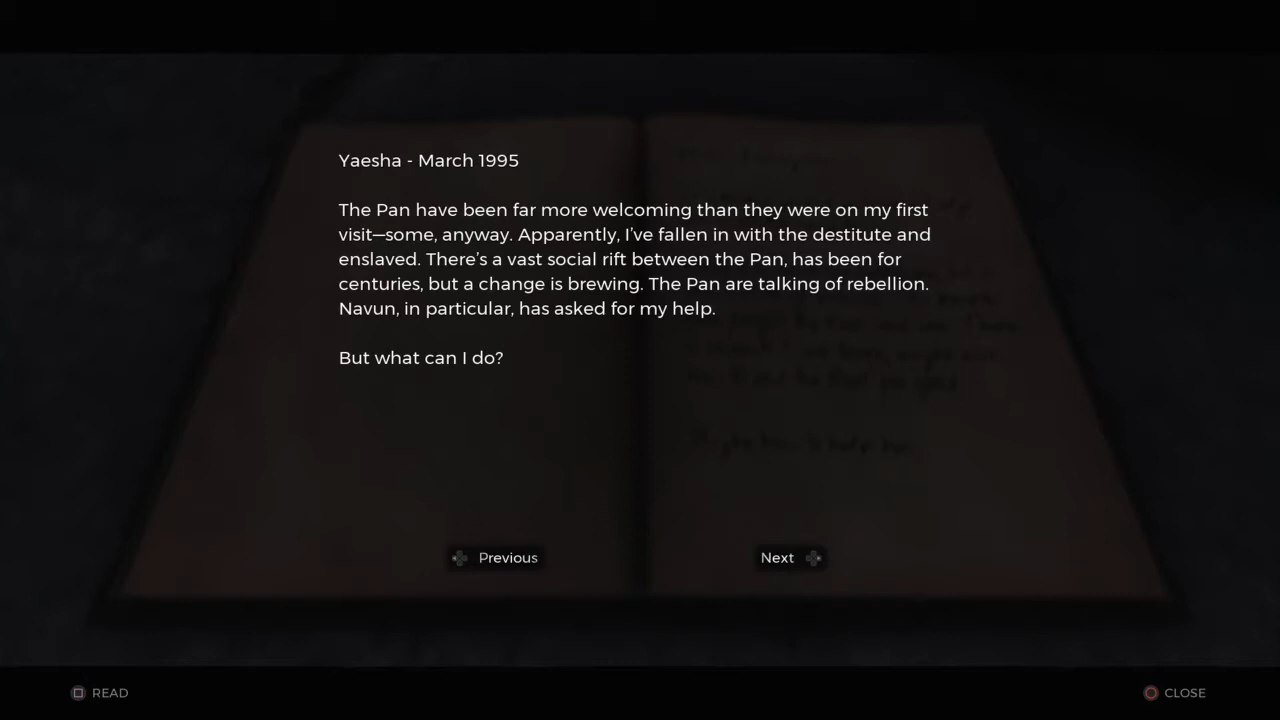 Yaesha - March 1995
The Pan have been far more welcoming than they were on my first
visit—some, anyway. Apparently, I've fallen in with the destitute and
enslaved. There's a vast social rift between the Pan, has been for
centuries, but a change is brewing. The Pan are talking of rebellion.
Navun, in particular, has asked for my help.
But what can I do?
Previous
Next
READ
CLOSE